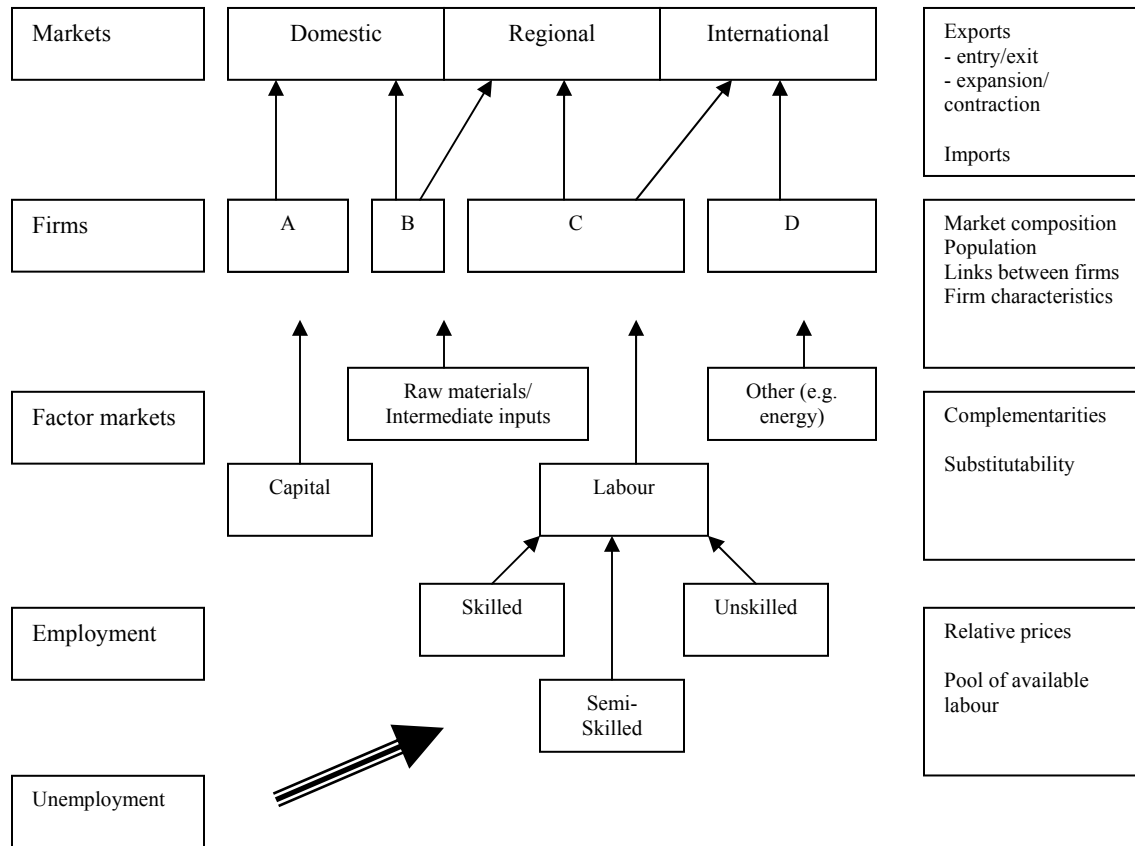 Markets
Domestic
Regional
International
Exports
- entry/exit
- expansion/
contraction
Imports
Firms
A
B
C
D
Market composition
Population
Links between firms
Firm characteristics
Factor markets
Raw materials/
Intermediate inputs
Other (e.g.
energy)
Complementarities
Substitutability
Capital
Labour
Employment
Skilled
Unskilled
Semi-
Skilled
Relative prices
Pool of available
labour
Unemployment